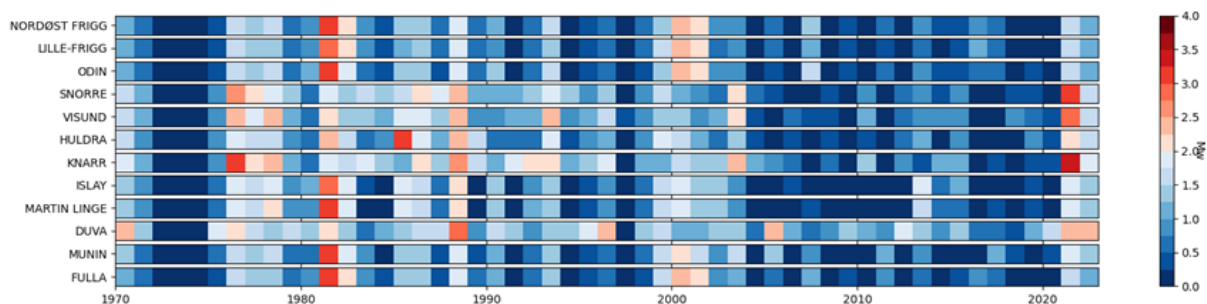 NORDØST FRIGG
LILLE-FRIGG
ODIN
SNORRE
VISUND
HULDRA
KNARR
ISLAY
MARTIN LINGE
DUVA
MUNIN
FULLA
1970 1980 1990 2000 2010 2020
4.0
3.5
3.0
2.5
2.0
1.5
1.0
0.5
0.0
Mw